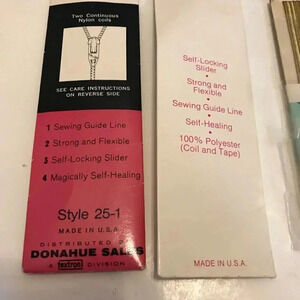 Two Continuous
Nylon coils
SEE CARE INSTRUCTIONS
ON REVERSE SIDE
1 Sewing Guide Line
2 Strong and Flexible
3 Self-Locking Slider
4 Magically Self-Healing
Style 25-1
MADE IN U.S.A.
DISTRIBUTED BY
DONAHUE SALES
A textron DIVISION
Self-Locking
Slider
•
Strong and
Flexible
•
Sewing Guide Line
•
Self-Healing
•
100% Polyester
(Coil and Tape)
MADE IN U.S.A.